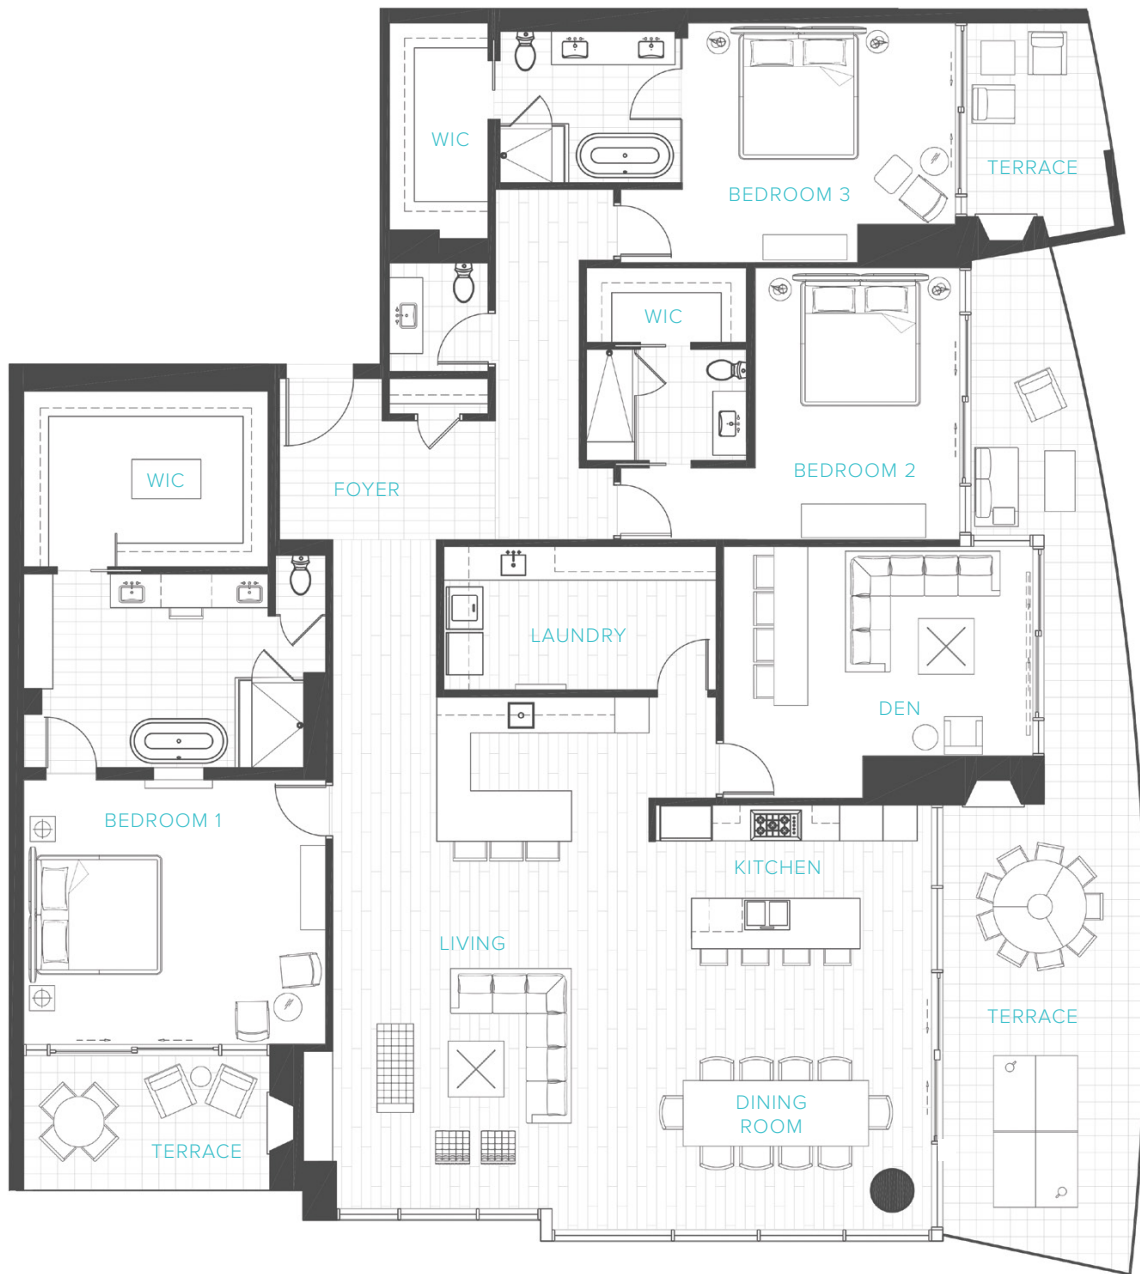 WIC
TERRACE
BEDROOM 3
WIC
BEDROOM 2
WIC
FOYER
LAUNDRY
DEN
BEDROOM 1
KITCHEN
LIVING
TERRACE
DINING
ROOM
TERRACE